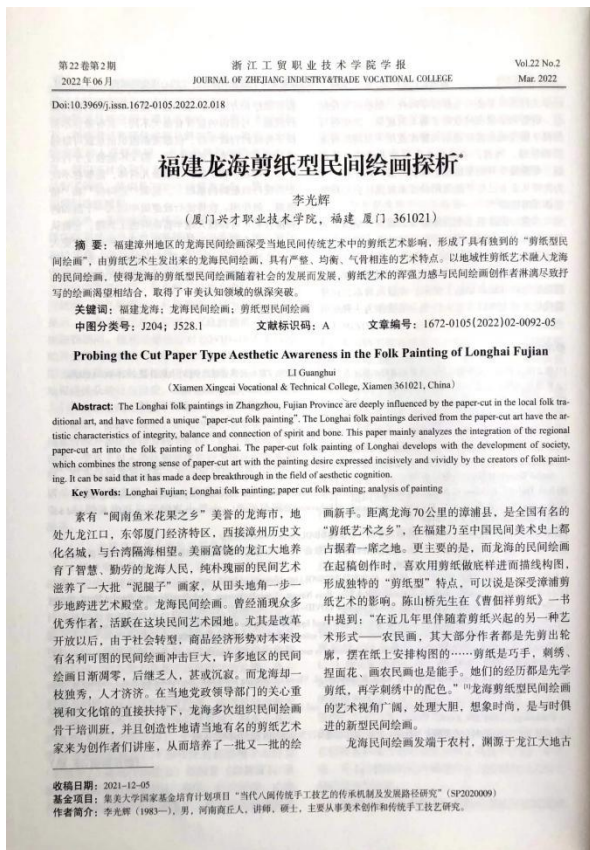 第22卷第2期
2022年06月
浙江工贸职业技术学院学报
JOURNAL OF ZHEJIANG INDUSTRY&TRADE VOCATIONAL COLLEGE
Vol.22 No.2
Mar. 2022
Doi:10.3969/j.issn.1672-0105.2022.02.018
福建龙海剪纸型民间绘画探析*
李光辉
(厦门兴才职业技术学院，福建 厦门 361021)
摘 要：福建漳州地区的龙海民间绘画深受当地民间传统艺术中的剪纸艺术影响，形成了具有独到的“剪纸型民
间绘画”，由剪纸艺术生发出来的龙海民间绘画，具有严整、均衡、气骨相连的艺术特点。以地域性剪纸艺术融入龙海
的民间绘画，使得龙海的剪纸型民间绘画随着社会的发展而发展，剪纸艺术的浑强力感与民间绘画创作者淋漓尽致抒
写的绘画渴望相结合，取得了审美认知领域的纵深突破。
关键词：福建龙海；龙海民间绘画；剪纸型民间绘画
中图分类号：J204；J528.1 文献标识码：A 文章编号：1672-0105(2022)02-0092-05
Probing the Cut Paper Type Aesthetic Awareness in the Folk Painting of Longhai Fujian
LI Guanghui
(Xiamen Xingcai Vocational & Technical College, Xiamen 361021, China)
Abstract: The Longhai folk paintings in Zhangzhou, Fujian Province are deeply influenced by the paper-cut in the local folk tra-
ditional art, and have formed a unique "paper-cut folk painting". The Longhai folk paintings derived from the paper-cut art have the ar-
tistic characteristics of integrity, balance and connection of spirit and bone. This paper mainly analyzes the integration of the regional
paper-cut art into the folk painting of Longhai. The paper-cut folk painting of Longhai develops with the development of society,
which combines the strong sense of paper-cut art with the painting desire expressed incisively and vividly by the creators of folk paint-
ing. It can be said that it has made a deep breakthrough in the field of aesthetic cognition.
Key Words: Longhai Fujian; Longhai folk painting; paper cut folk painting; analysis of painting
素有“闽南鱼米花果之乡”美誉的龙海市，地
处九龙江口，东邻厦门经济特区，西接漳州历史文
化名城，与台湾隔海相望。美丽富饶的龙江大地养
育了智慧、勤劳的龙海人民，纯朴瑰丽的民间艺术
滋养了一大批“泥腿子”画家，从田头地角一步一
步地跨进艺术殿堂。龙海民间绘画。曾经涌现众多
优秀作者，活跃在这块民间艺术园地。尤其是改革
开放以后，由于社会转型，商品经济形势对本来没
有名利可图的民间绘画冲击巨大，许多地区的民间
绘画日渐凋零，后继乏人，甚或沉寂。而龙海却一
枝独秀，人才济济。在当地党政领导部门的关心重
视和文化馆的直接扶持下，龙海多次组织民间绘画
骨干培训班，并且创造性地请当地有名的剪纸艺术
家来为创作者们讲座，从而培养了一批又一批的绘
画新手。距离龙海70公里的漳浦县，是全国有名的
“剪纸艺术之乡”，在福建乃至中国民间美术史上都
占据着一席之地。更主要的是，而龙海的民间绘画
在起稿创作时，喜欢用剪纸做底样进而描线构图，
形成独特的“剪纸型”特点，可以说是深受漳浦剪
纸艺术的影响。陈山桥先生在《曹佃祥剪纸》一书
中提到：“在近几年里伴随着剪纸兴起的另一种艺
术形式——农民画，其大部分作者都是先剪出轮
廓，摆在纸上安排构图的……剪纸是巧手，刺绣、
捏面花、画农民画也是能手。她们的经历都是先学
剪纸，再学刺绣中的配色。”[1]龙海剪纸型民间绘画
的艺术视角广阔，处理大胆，想象时尚，是与时俱
进的新型民间绘画。
龙海民间绘画发端于农村，渊源于龙江大地古
收稿日期：2021-12-05
基金项目：集美大学国家基金培育计划项目“当代八闽传统手工技艺的传承机制及发展路径研究”（SP2020009）
作者简介：李光辉（1983—），男，河南商丘人，讲师，硕士，主要从事美术创作和传统手工技艺研究。